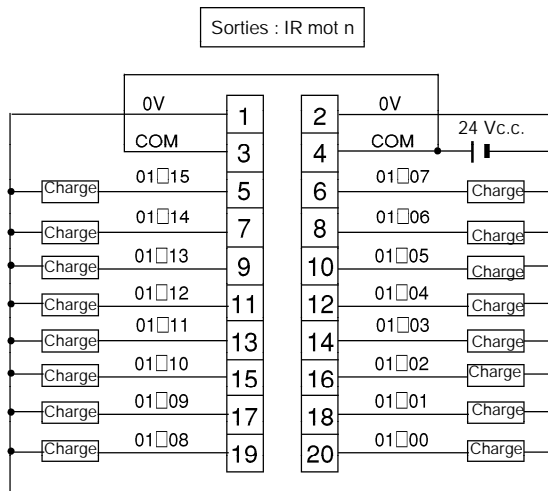 Sorties : IR mot n
0V 1 2 0V
COM 3 4 COM 24 Vc.c.
Charge 01□15 5 6 01□07 Charge
Charge 01□14 7 8 01□06 Charge
Charge 01□13 9 10 01□05 Charge
Charge 01□12 11 12 01□04 Charge
Charge 01□11 13 14 01□03 Charge
Charge 01□10 15 16 01□02 Charge
Charge 01□09 17 18 01□01 Charge
Charge 01□08 19 20 01□00 Charge